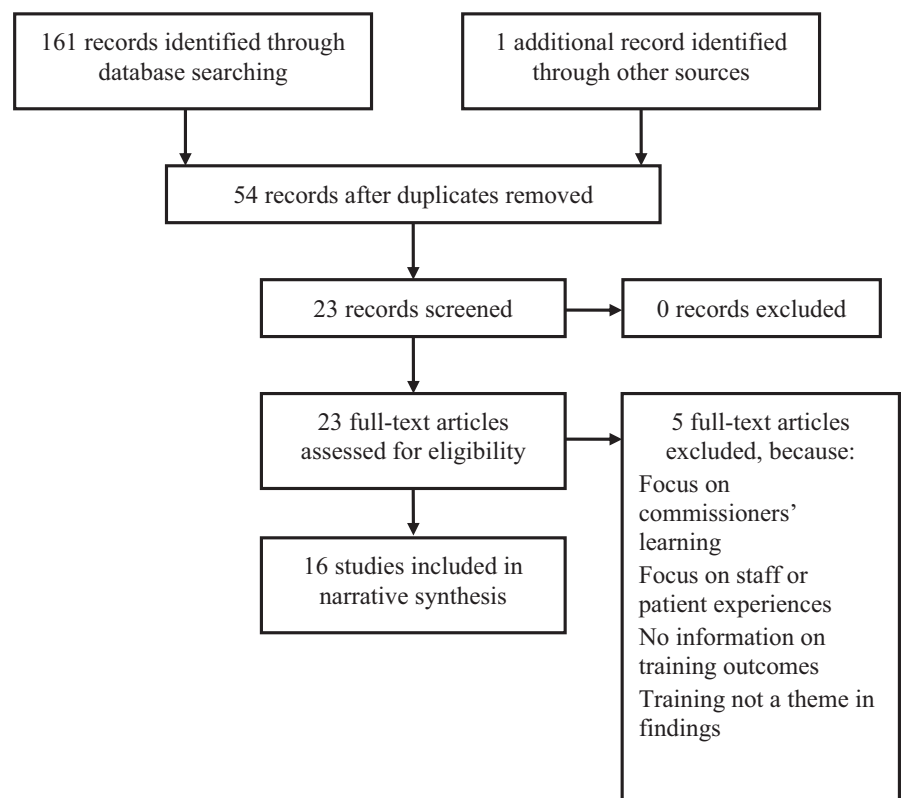 161 records identified through
database searching
1 additional record identified
through other sources
54 records after duplicates removed
23 records screened
0 records excluded
23 full-text articles
assessed for eligibility
5 full-text articles
excluded, because:
Focus on
commissioners’
learning
Focus on staff or
patient experiences
No information on
training outcomes
Training not a theme in
findings
16 studies included in
narrative synthesis